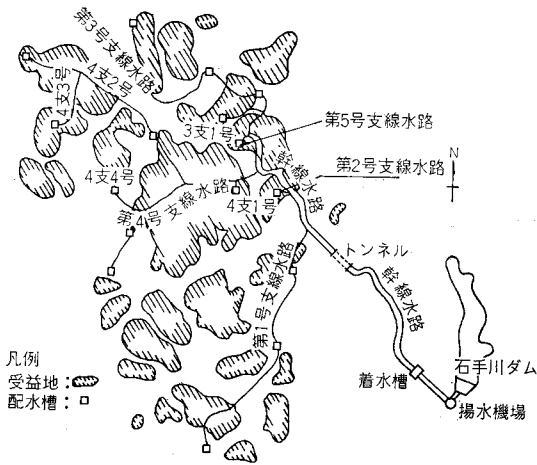 第3号支線水路
4支2号
4支3号
3支1号
第5号支線水路
幹線水路
第2号支線水路
N
4支4号
第4号支線水路
4支1号
トンネル
幹線水路
第1号支線水路
石手川ダム
着水槽
揚水機場
凡例
受益地:
配水槽: